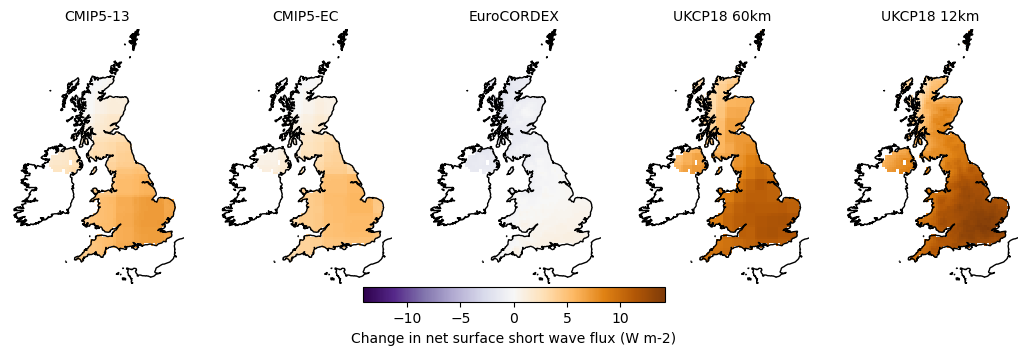 CMIP5-13 CMIP5-EC EuroCORDEX UKCP18 60km UKCP18 12km
−10 −5 0 5 10
Change in net surface short wave flux (W m-2)